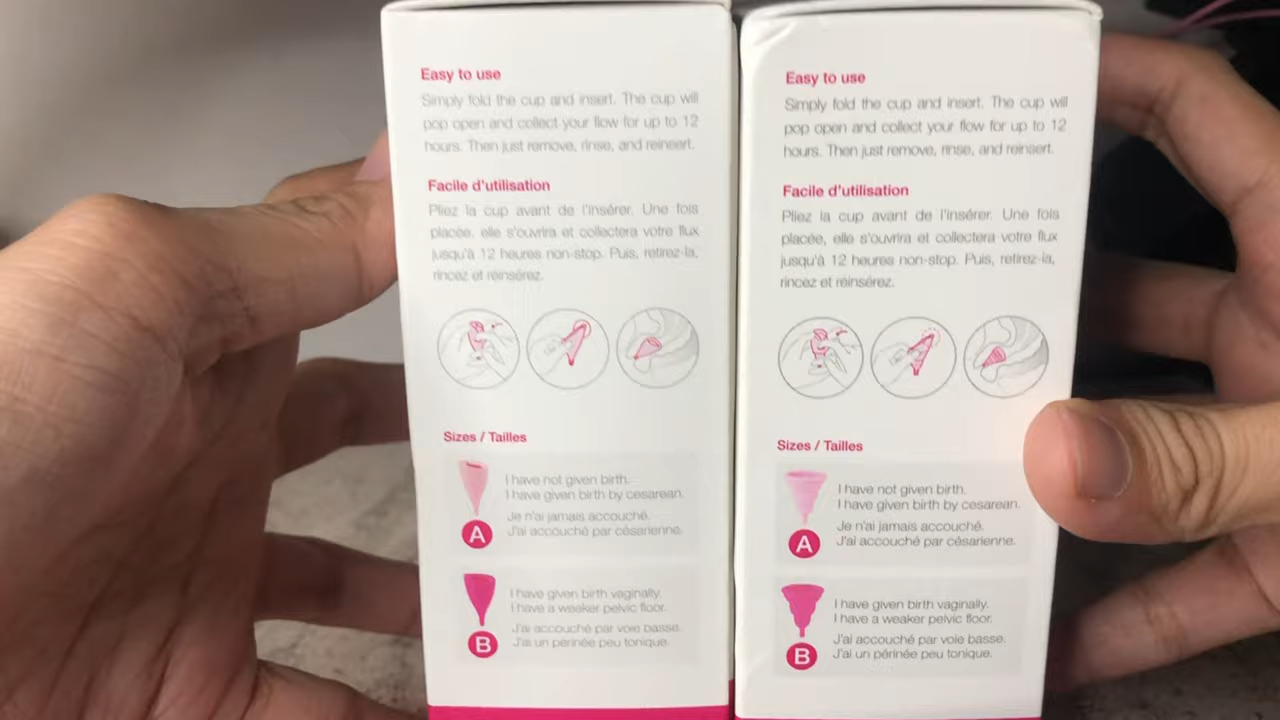 Easy to use
Simply fold the cup and insert. The cup will
pop open and collect your flow for up to 12
hours. Then just remove, rinse, and reinsert.
Facile d'utilisation
Pliez la cup avant de l'insérer. Une fois
placée, elle s'ouvrira et collectera votre flux
jusqu'à 12 heures non-stop. Puis, retirez-la,
rincez et réinsérez.
Sizes / Tailles
I have not given birth.
I have given birth by cesarean.
Je n'ai jamais accouché.
J'ai accouché par césarienne.
A
I have given birth vaginally.
I have a weaker pelvic floor.
J'ai accouché par voie basse.
J'ai un périnée peu tonique.
B
Easy to use
Simply fold the cup and insert. The cup will
pop open and collect your flow for up to 12
hours. Then just remove, rinse, and reinsert.
Facile d'utilisation
Pliez la cup avant de l'insérer. Une fois
placée, elle s'ouvrira et collectera votre flux
jusqu'à 12 heures non-stop. Puis, retirez-la,
rincez et réinsérez.
Sizes / Tailles
I have not given birth.
I have given birth by cesarean.
Je n'ai jamais accouché.
J'ai accouché par césarienne.
A
I have given birth vaginally.
I have a weaker pelvic floor.
J'ai accouché par voie basse.
J'ai un périnée peu tonique.
B